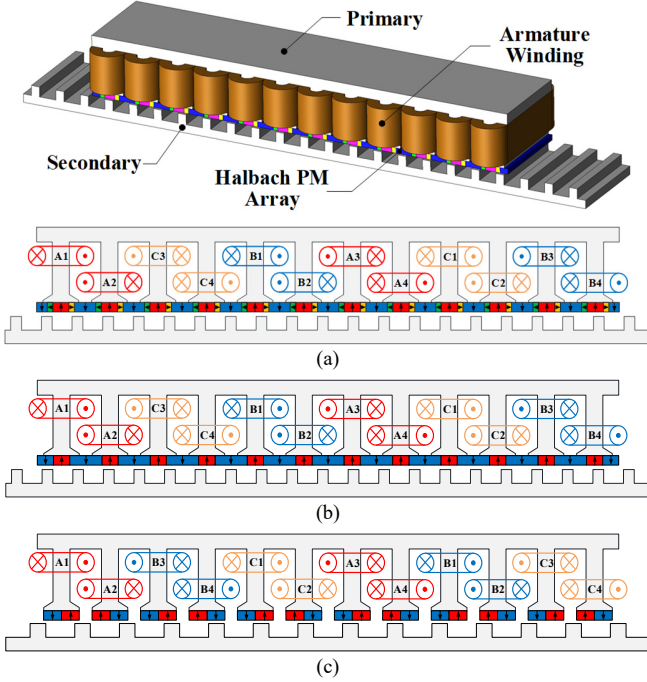 Primary
Armature
Winding
Secondary
Halbach PM
Array
A1 C3 B1 A3 C1 B3
A2 C4 B2 A4 C2 B4
(a)
A1 C3 B1 A3 C1 B3
A2 C4 B2 A4 C2 B4
(b)
A1 B3 C1 A3 B1 C3
A2 B4 C2 A4 B2 C4
(c)